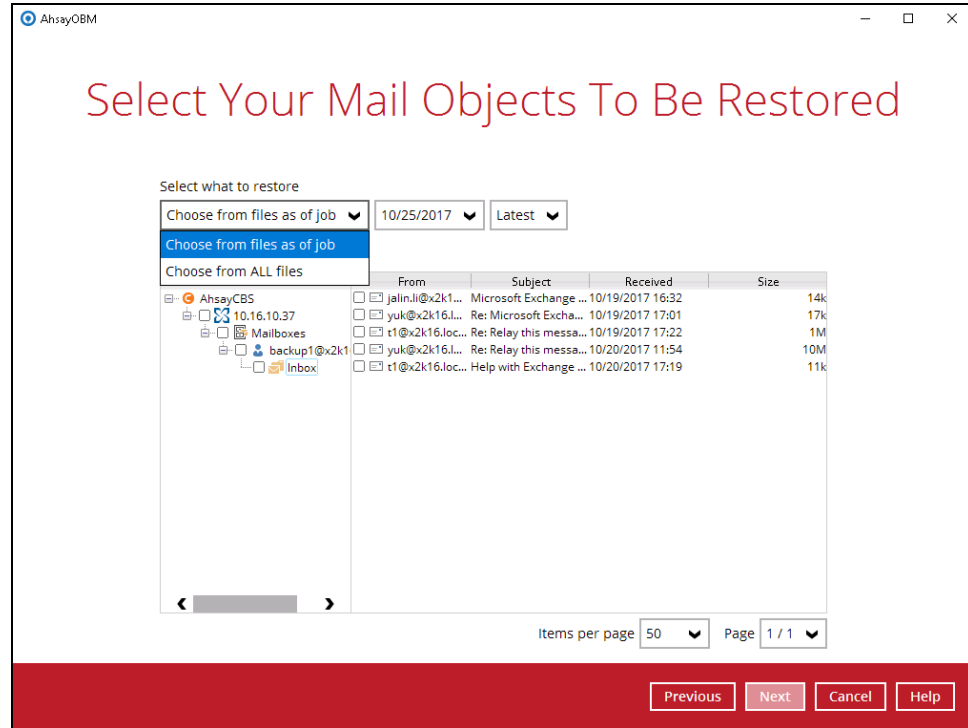 AhsayOBM
Select Your Mail Objects To Be Restored
Select what to restore
Choose from files as of job 10/25/2017 Latest
Choose from files as of job
Choose from ALL files
From Subject Received Size
AhsayCBS
10.16.10.37
Mailboxes
backup1@x2k1
Inbox
jalin.li@x2k1... Microsoft Exchange ... 10/19/2017 16:32 14k
yuk@x2k16.l... Re: Microsoft Excha... 10/19/2017 17:01 17k
t1@x2k16.loc... Re: Relay this messa... 10/19/2017 17:22 1M
yuk@x2k16.l... Re: Relay this messa... 10/20/2017 11:54 10M
t1@x2k16.loc... Help with Exchange ... 10/20/2017 17:19 11k
Items per page 50 Page 1 / 1
Previous Next Cancel Help